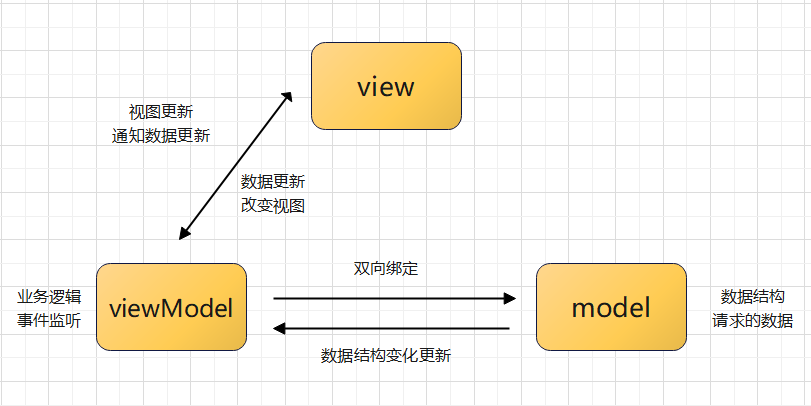 view
视图更新
通知数据更新
数据更新
改变视图
双向绑定
业务逻辑
事件监听
viewModel
model
数据结构
请求的数据
数据结构变化更新